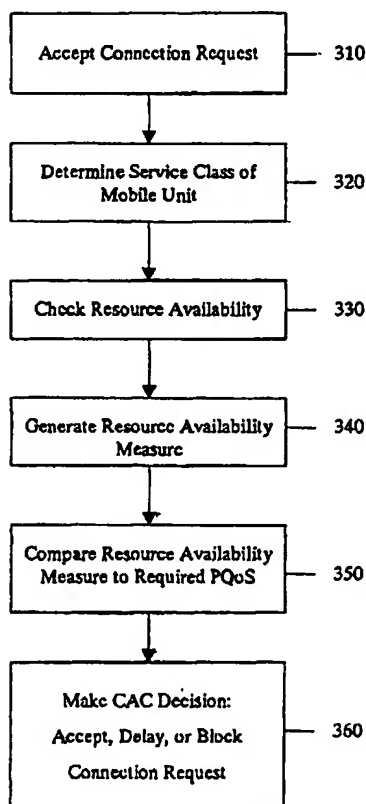 Accept Connection Request
310
Determine Service Class of
Mobile Unit
320
Check Resource Availability
330
Generate Resource Availability
Measure
340
Compare Resource Availability
Measure to Required PQoS
350
Make CAC Decision:
Accept, Delay, or Block
Connection Request
360